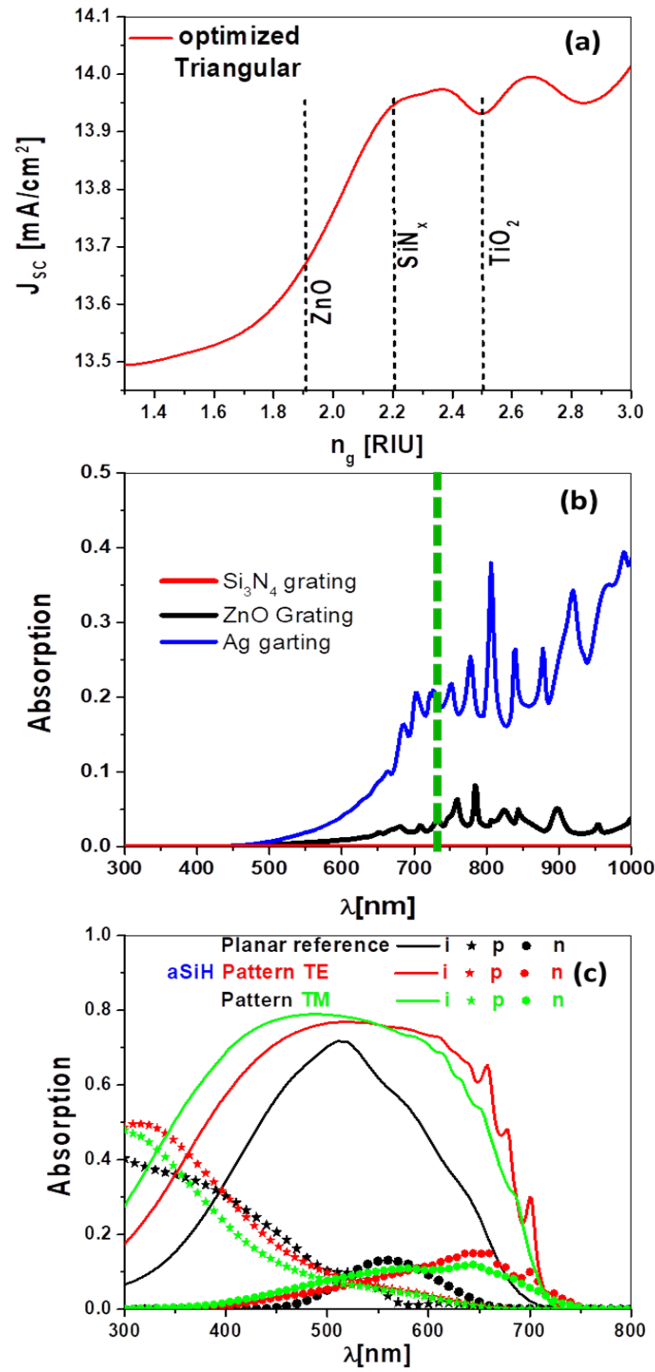 14.1
14.0
13.9
13.8
13.7
13.6
13.5
J_SC [mA/cm²]
optimized
Triangular
(a)
ZnO
SiN_x
TiO_2
1.4 1.6 1.8 2.0 2.2 2.4 2.6 2.8 3.0
n_g [RIU]
0.5
0.4
0.3
0.2
0.1
0.0
Absorption
(b)
Si_3N_4 grating
ZnO Grating
Ag garting
300 400 500 600 700 800 900 1000
λ[nm]
1.0
0.8
0.6
0.4
0.2
0.0
Absorption
Planar reference i p n
aSiH Pattern TE i p n (c)
Pattern TM i p n
300 400 500 600 700 800
λ[nm]